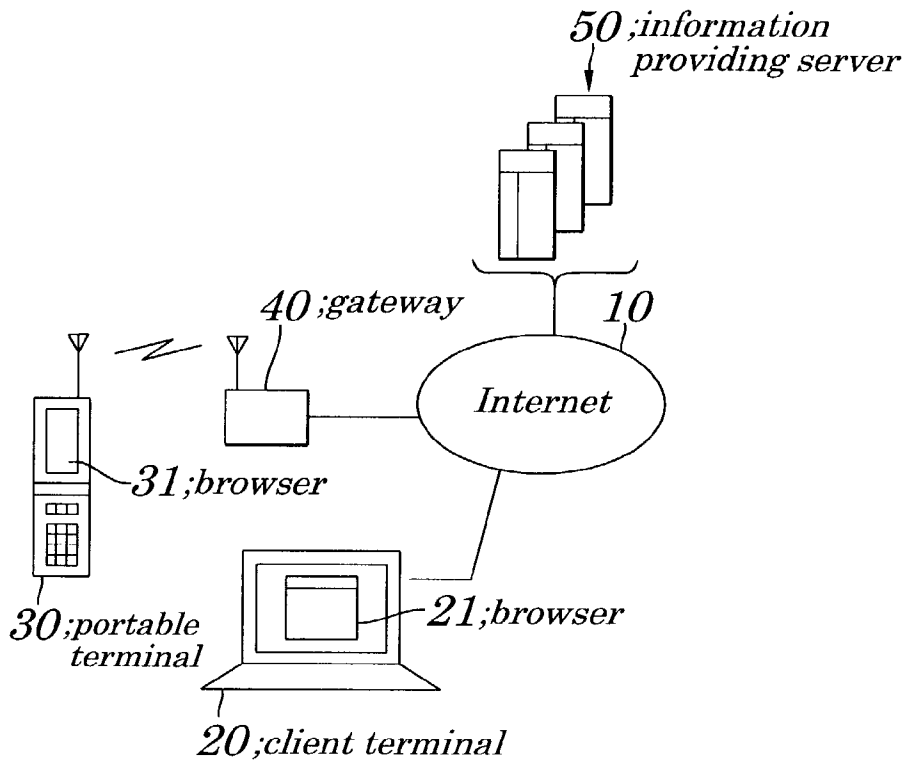 50 ;information
providing server
40 ;gateway
10
Internet
31;browser
21;browser
30;portable
terminal
20;client terminal